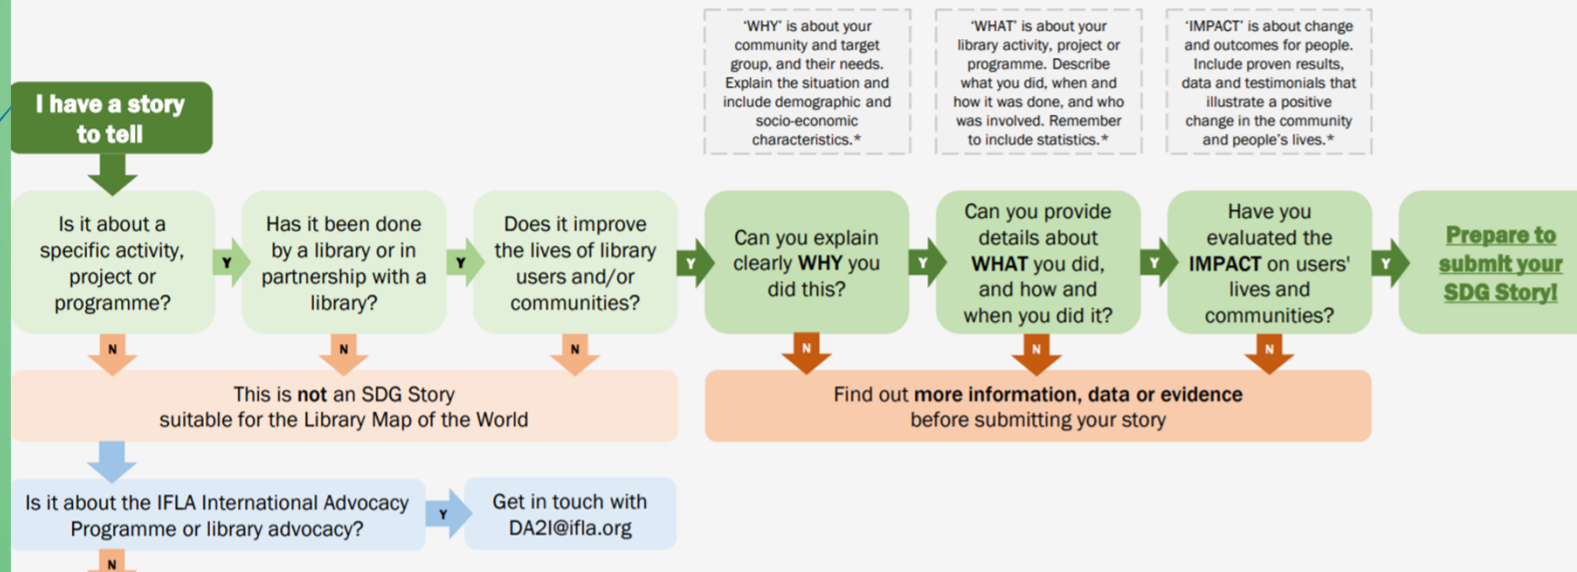 'WHY' is about your
community and target
group, and their needs.
Explain the situation and
include demographic and
socio-economic
characteristics.*
'WHAT' is about your
library activity, project or
programme. Describe
what you did, when and
how it was done, and who
was involved. Remember
to include statistics.*
'IMPACT' is about change
and outcomes for people.
Include proven results,
data and testimonials that
illustrate a positive
change in the community
and people's lives.*
I have a story
to tell
Is it about a
specific activity,
project or
programme?
Y
Has it been done
by a library or in
partnership with a
library?
Y
Does it improve
the lives of library
users and/or
communities?
Y
Can you explain
clearly WHY you
did this?
Y
Can you provide
details about
WHAT you did,
and how and
when you did it?
Y
Have you
evaluated the
IMPACT on users'
lives and
communities?
Y
Prepare to
submit your
SDG Story!
N
N
N
N
N
N
This is not an SDG Story
suitable for the Library Map of the World
Find out more information, data or evidence
before submitting your story
Is it about the IFLA International Advocacy
Programme or library advocacy?
Y
Get in touch with
DA2I@ifla.org
N